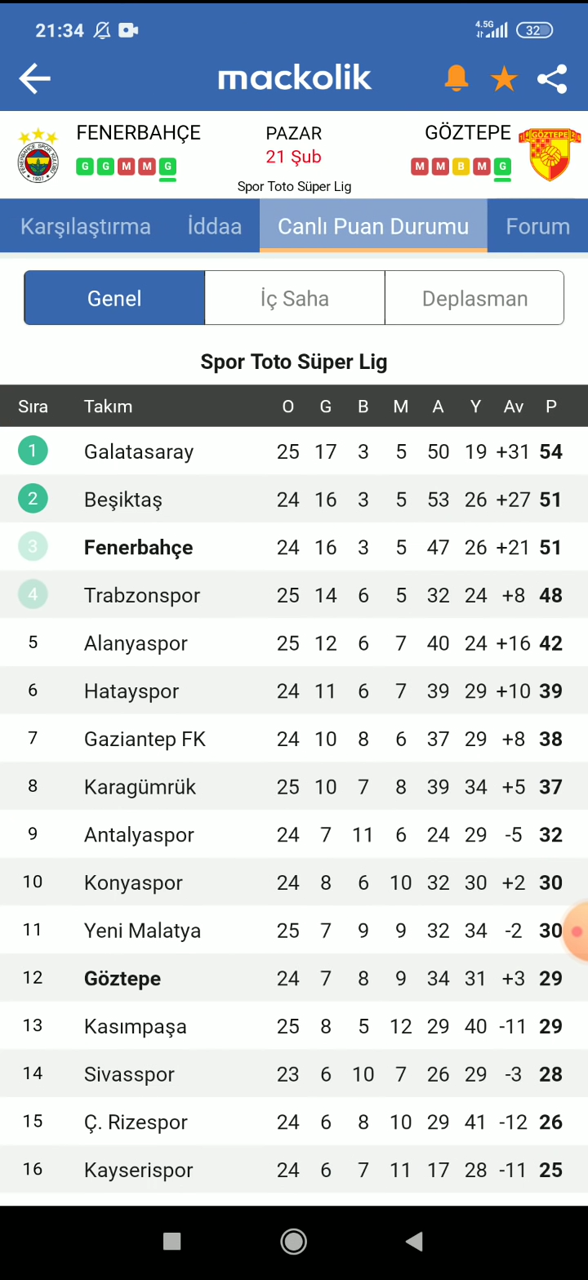 21:34 4.5G 32
mackolik
FENERBAHÇE PAZAR GÖZTEPE
G G M M G 21 Şub M M B M G
Spor Toto Süper Lig
Karşılaştırma İddaa Canlı Puan Durumu Forum
Genel İç Saha Deplasman
Spor Toto Süper Lig
Sıra Takım O G B M A Y Av P
1 Galatasaray 25 17 3 5 50 19 +31 54
2 Beşiktaş 24 16 3 5 53 26 +27 51
3 Fenerbahçe 24 16 3 5 47 26 +21 51
4 Trabzonspor 25 14 6 5 32 24 +8 48
5 Alanyaspor 25 12 6 7 40 24 +16 42
6 Hatayspor 24 11 6 7 39 29 +10 39
7 Gaziantep FK 24 10 8 6 37 29 +8 38
8 Karagümrük 25 10 7 8 39 34 +5 37
9 Antalyaspor 24 7 11 6 24 29 -5 32
10 Konyaspor 24 8 6 10 32 30 +2 30
11 Yeni Malatya 25 7 9 9 32 34 -2 30
12 Göztepe 24 7 8 9 34 31 +3 29
13 Kasımpaşa 25 8 5 12 29 40 -11 29
14 Sivasspor 23 6 10 7 26 29 -3 28
15 Ç. Rizespor 24 6 8 10 29 41 -12 26
16 Kayserispor 24 6 7 11 17 28 -11 25